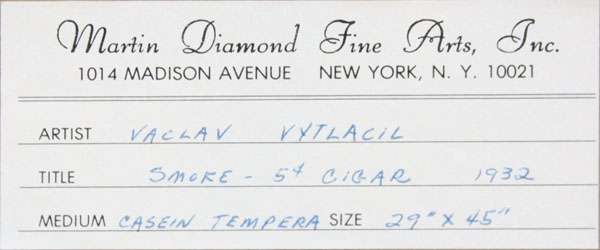 Martin Diamond Fine Arts, Inc.
1014 MADISON AVENUE NEW YORK, N. Y. 10021
ARTIST VACLAV VYTLACIL
TITLE SMOKE - 5¢ CIGAR 1932
MEDIUM CASEIN TEMPERA SIZE 29" X 45"